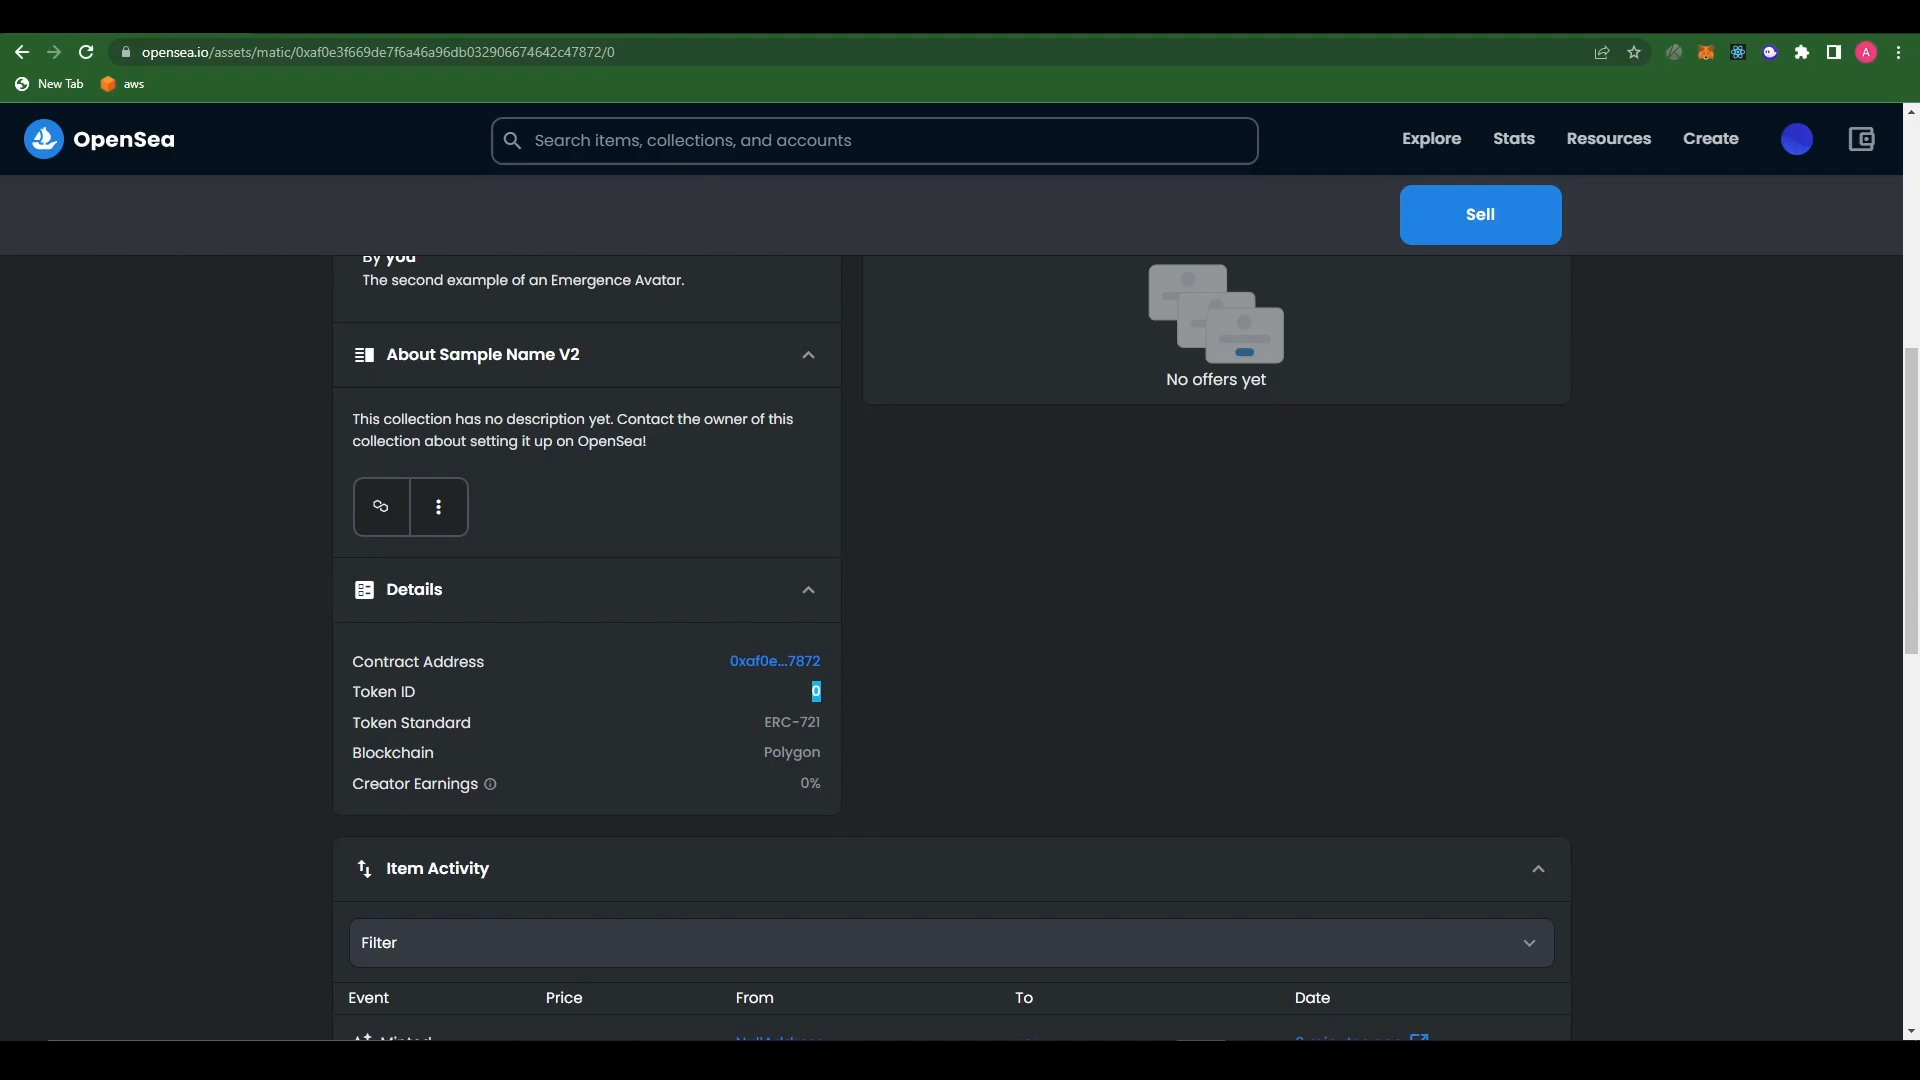 opensea.io/assets/matic/0xaf0e3f669de7f6a46a96db032906674642c47872/0
A
New Tab
aws
OpenSea
Search items, collections, and accounts
Explore
Stats
Resources
Create
Sell
By you
The second example of an Emergence Avatar.
About Sample Name V2
This collection has no description yet. Contact the owner of this
collection about setting it up on OpenSea!
No offers yet
Details
Contract Address 0xaf0e...7872
Token ID 0
Token Standard ERC-721
Blockchain Polygon
Creator Earnings 0%
Item Activity
Filter
Event Price From To Date
Minted NullAddress